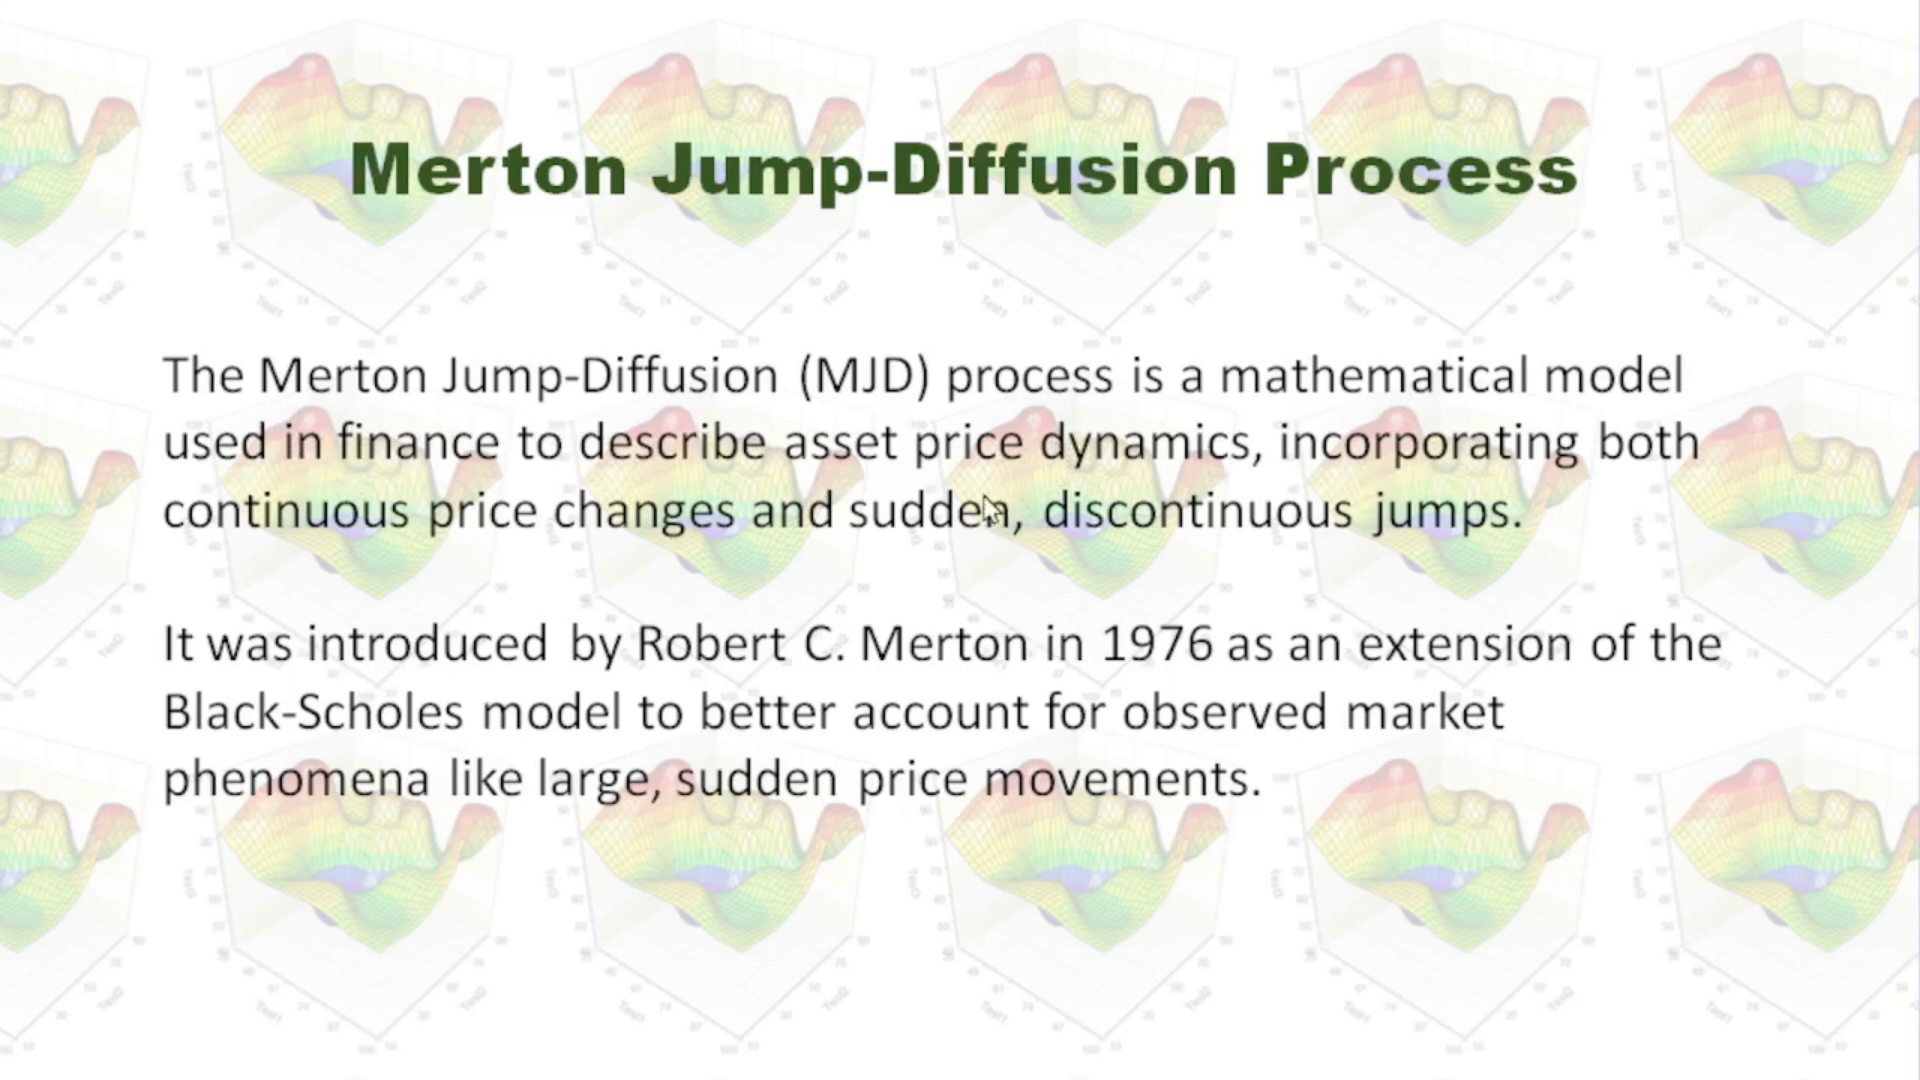 Merton Jump-Diffusion Process
The Merton Jump-Diffusion (MJD) process is a mathematical model
used in finance to describe asset price dynamics, incorporating both
continuous price changes and sudden, discontinuous jumps.
It was introduced by Robert C. Merton in 1976 as an extension of the
Black-Scholes model to better account for observed market
phenomena like large, sudden price movements.